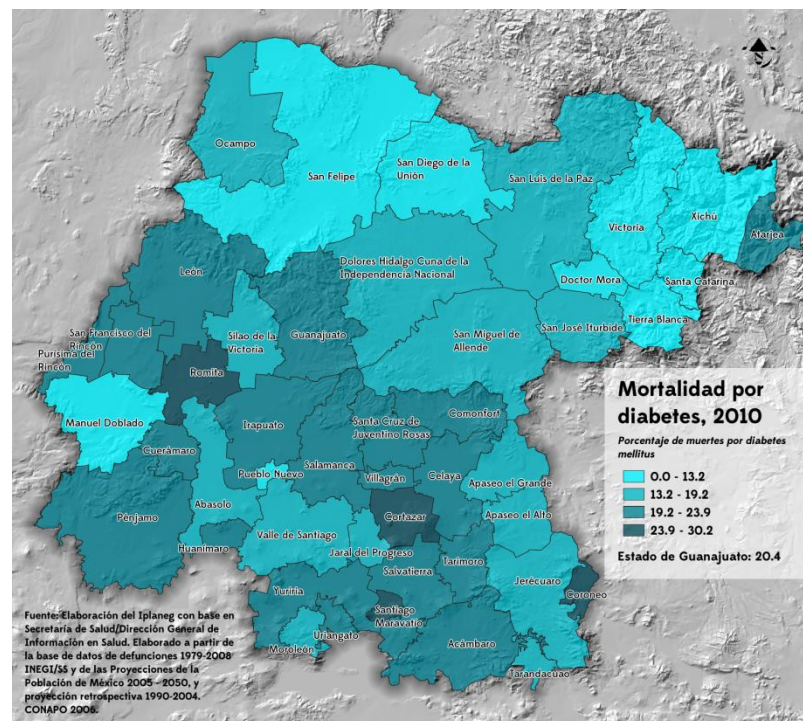 Ocampo
San Felipe
San Diego de la
Unión
San Luis de la Paz
Victoria
Xichú
Atarjea
Dolores Hidalgo Cuna de la
Independencia Nacional
León
Doctor Mora
Santa Catarina
San Francisco del
Rincón
Silao de la
Victoria
Guanajuato
San Miguel de
Allende
San José Iturbide
Tierra Blanca
Purísima del
Rincón
Romita
Manuel Doblado
Irapuato
Santa Cruz de
Juventino Rosas
Comonfort
Cuerámaro
Pueblo Nuevo
Salamanca
Villagrán
Celaya
Apaseo el Grande
Pénjamo
Abasolo
Cortazar
Apaseo el Alto
Huanímaro
Valle de Santiago
Jaral del Progreso
Salvatierra
Tarimoro
Jerécuaro
Coroneo
Yuriria
Santiago
Maravatío
Uriangato
Moroleón
Acámbaro
Tarandacuao
Mortalidad por
diabetes, 2010
Porcentaje de muertes por diabetes
mellitus
0.0 - 13.2
13.2 - 19.2
19.2 - 23.9
23.9 - 30.2
Estado de Guanajuato: 20.4
Fuente: Elaboración del Iplaneg con base en
Secretaría de Salud/Dirección General de
Información en Salud. Elaborado a partir de
la base de datos de defunciones 1979-2008
INEGI/SS y de las Proyecciones de la
Población de México 2005 - 2050, y
proyección retrospectiva 1990-2004.
CONAPO 2006.